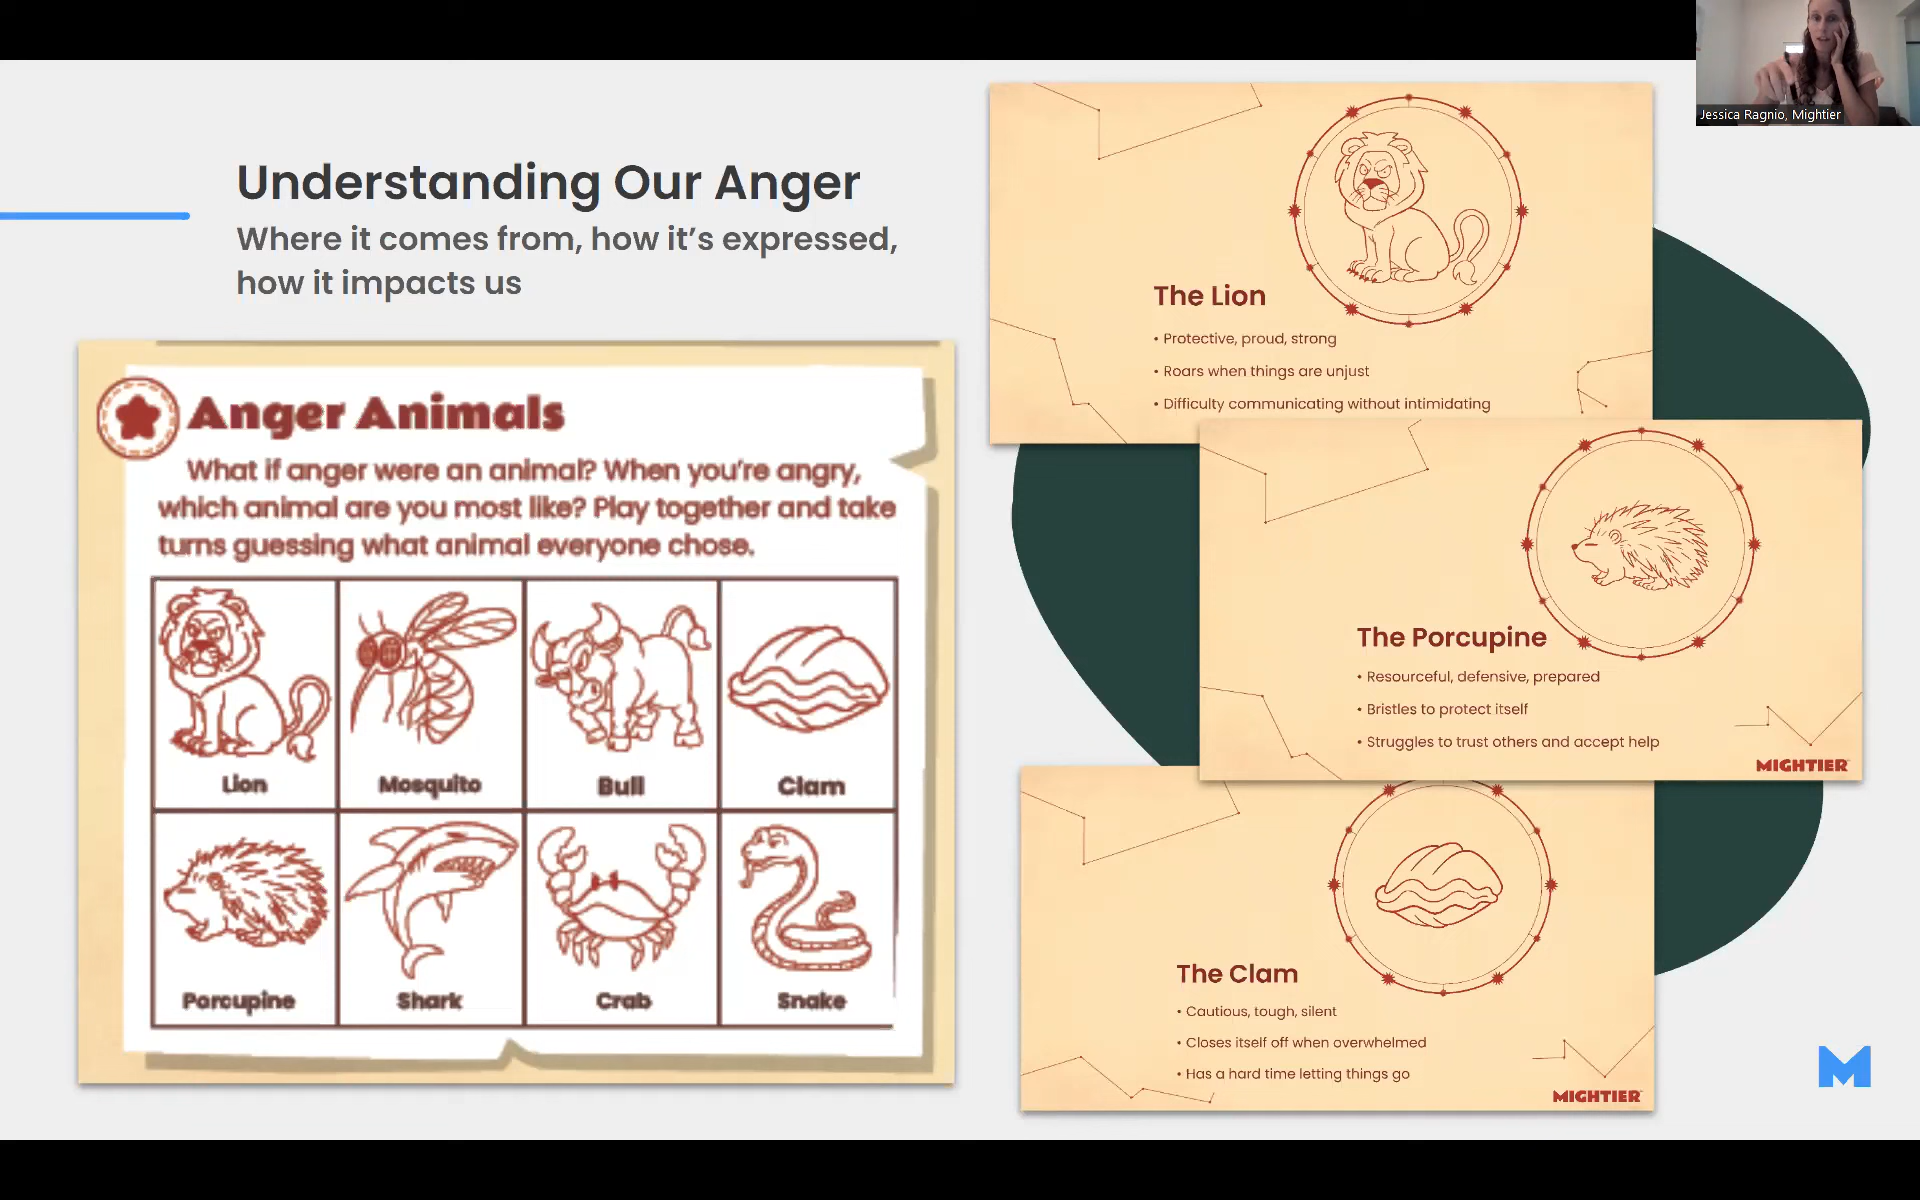 Jessica Ragnio, Mightier
Understanding Our Anger
Where it comes from, how it's expressed,
how it impacts us
Anger Animals
What if anger were an animal? When you're angry,
which animal are you most like? Play together and take
turns guessing what animal everyone chose.
Lion
Mosquito
Bull
Clam
Porcupine
Shark
Crab
Snake
The Lion
• Protective, proud, strong
• Roars when things are unjust
• Difficulty communicating without intimidating
The Porcupine
• Resourceful, defensive, prepared
• Bristles to protect itself
• Struggles to trust others and accept help
MIGHTIER
The Clam
• Cautious, tough, silent
• Closes itself off when overwhelmed
• Has a hard time letting things go
MIGHTIER
M